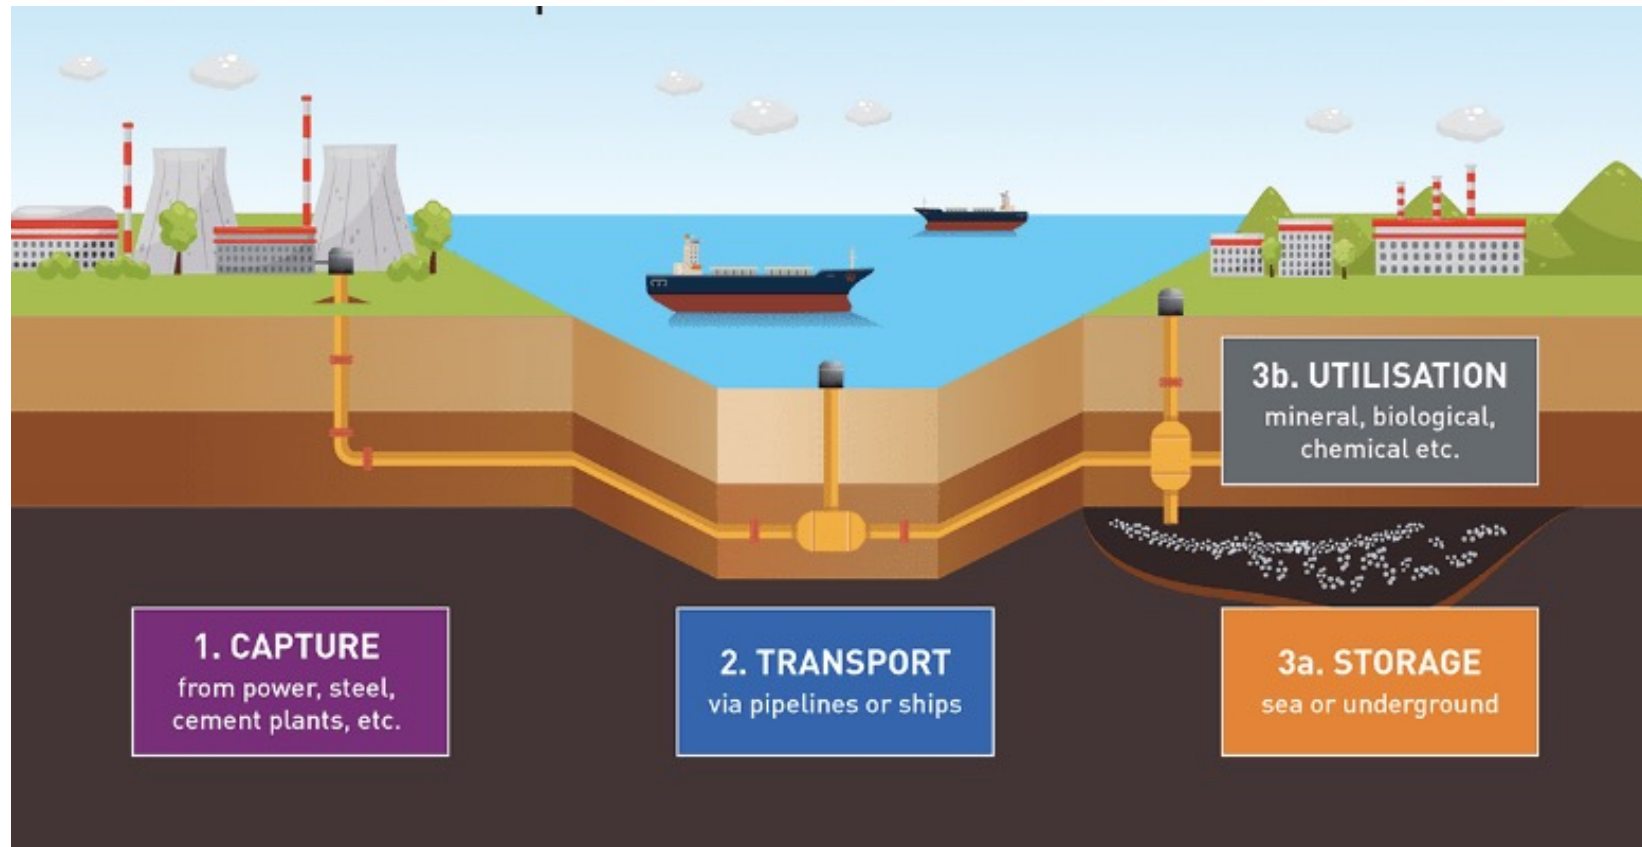 1. CAPTURE
from power, steel,
cement plants, etc.
2. TRANSPORT
via pipelines or ships
3b. UTILISATION
mineral, biological,
chemical etc.
3a. STORAGE
sea or underground